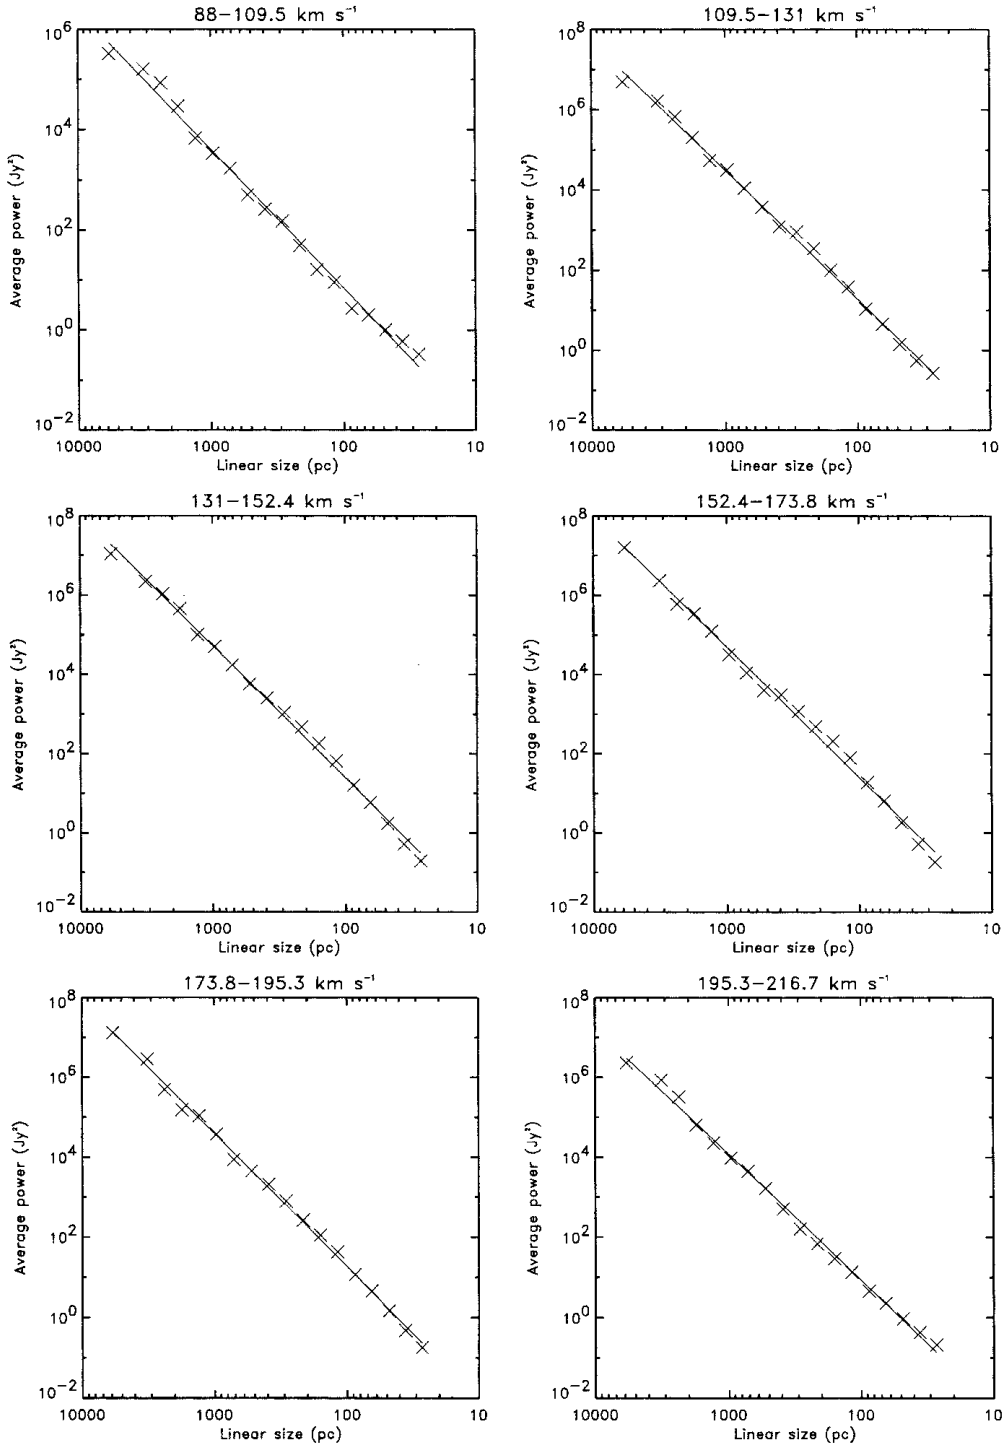 88−109.5 km s⁻¹
10⁶
10⁴
10²
10⁰
10⁻²
Average power (Jy²)
10000 1000 100 10
Linear size (pc)
109.5−131 km s⁻¹
10⁸
10⁶
10⁴
10²
10⁰
10⁻²
Average power (Jy²)
10000 1000 100 10
Linear size (pc)
131−152.4 km s⁻¹
10⁸
10⁶
10⁴
10²
10⁰
10⁻²
Average power (Jy²)
10000 1000 100 10
Linear size (pc)
152.4−173.8 km s⁻¹
10⁸
10⁶
10⁴
10²
10⁰
10⁻²
Average power (Jy²)
10000 1000 100 10
Linear size (pc)
173.8−195.3 km s⁻¹
10⁸
10⁶
10⁴
10²
10⁰
10⁻²
Average power (Jy²)
10000 1000 100 10
Linear size (pc)
195.3−216.7 km s⁻¹
10⁸
10⁶
10⁴
10²
10⁰
10⁻²
Average power (Jy²)
10000 1000 100 10
Linear size (pc)